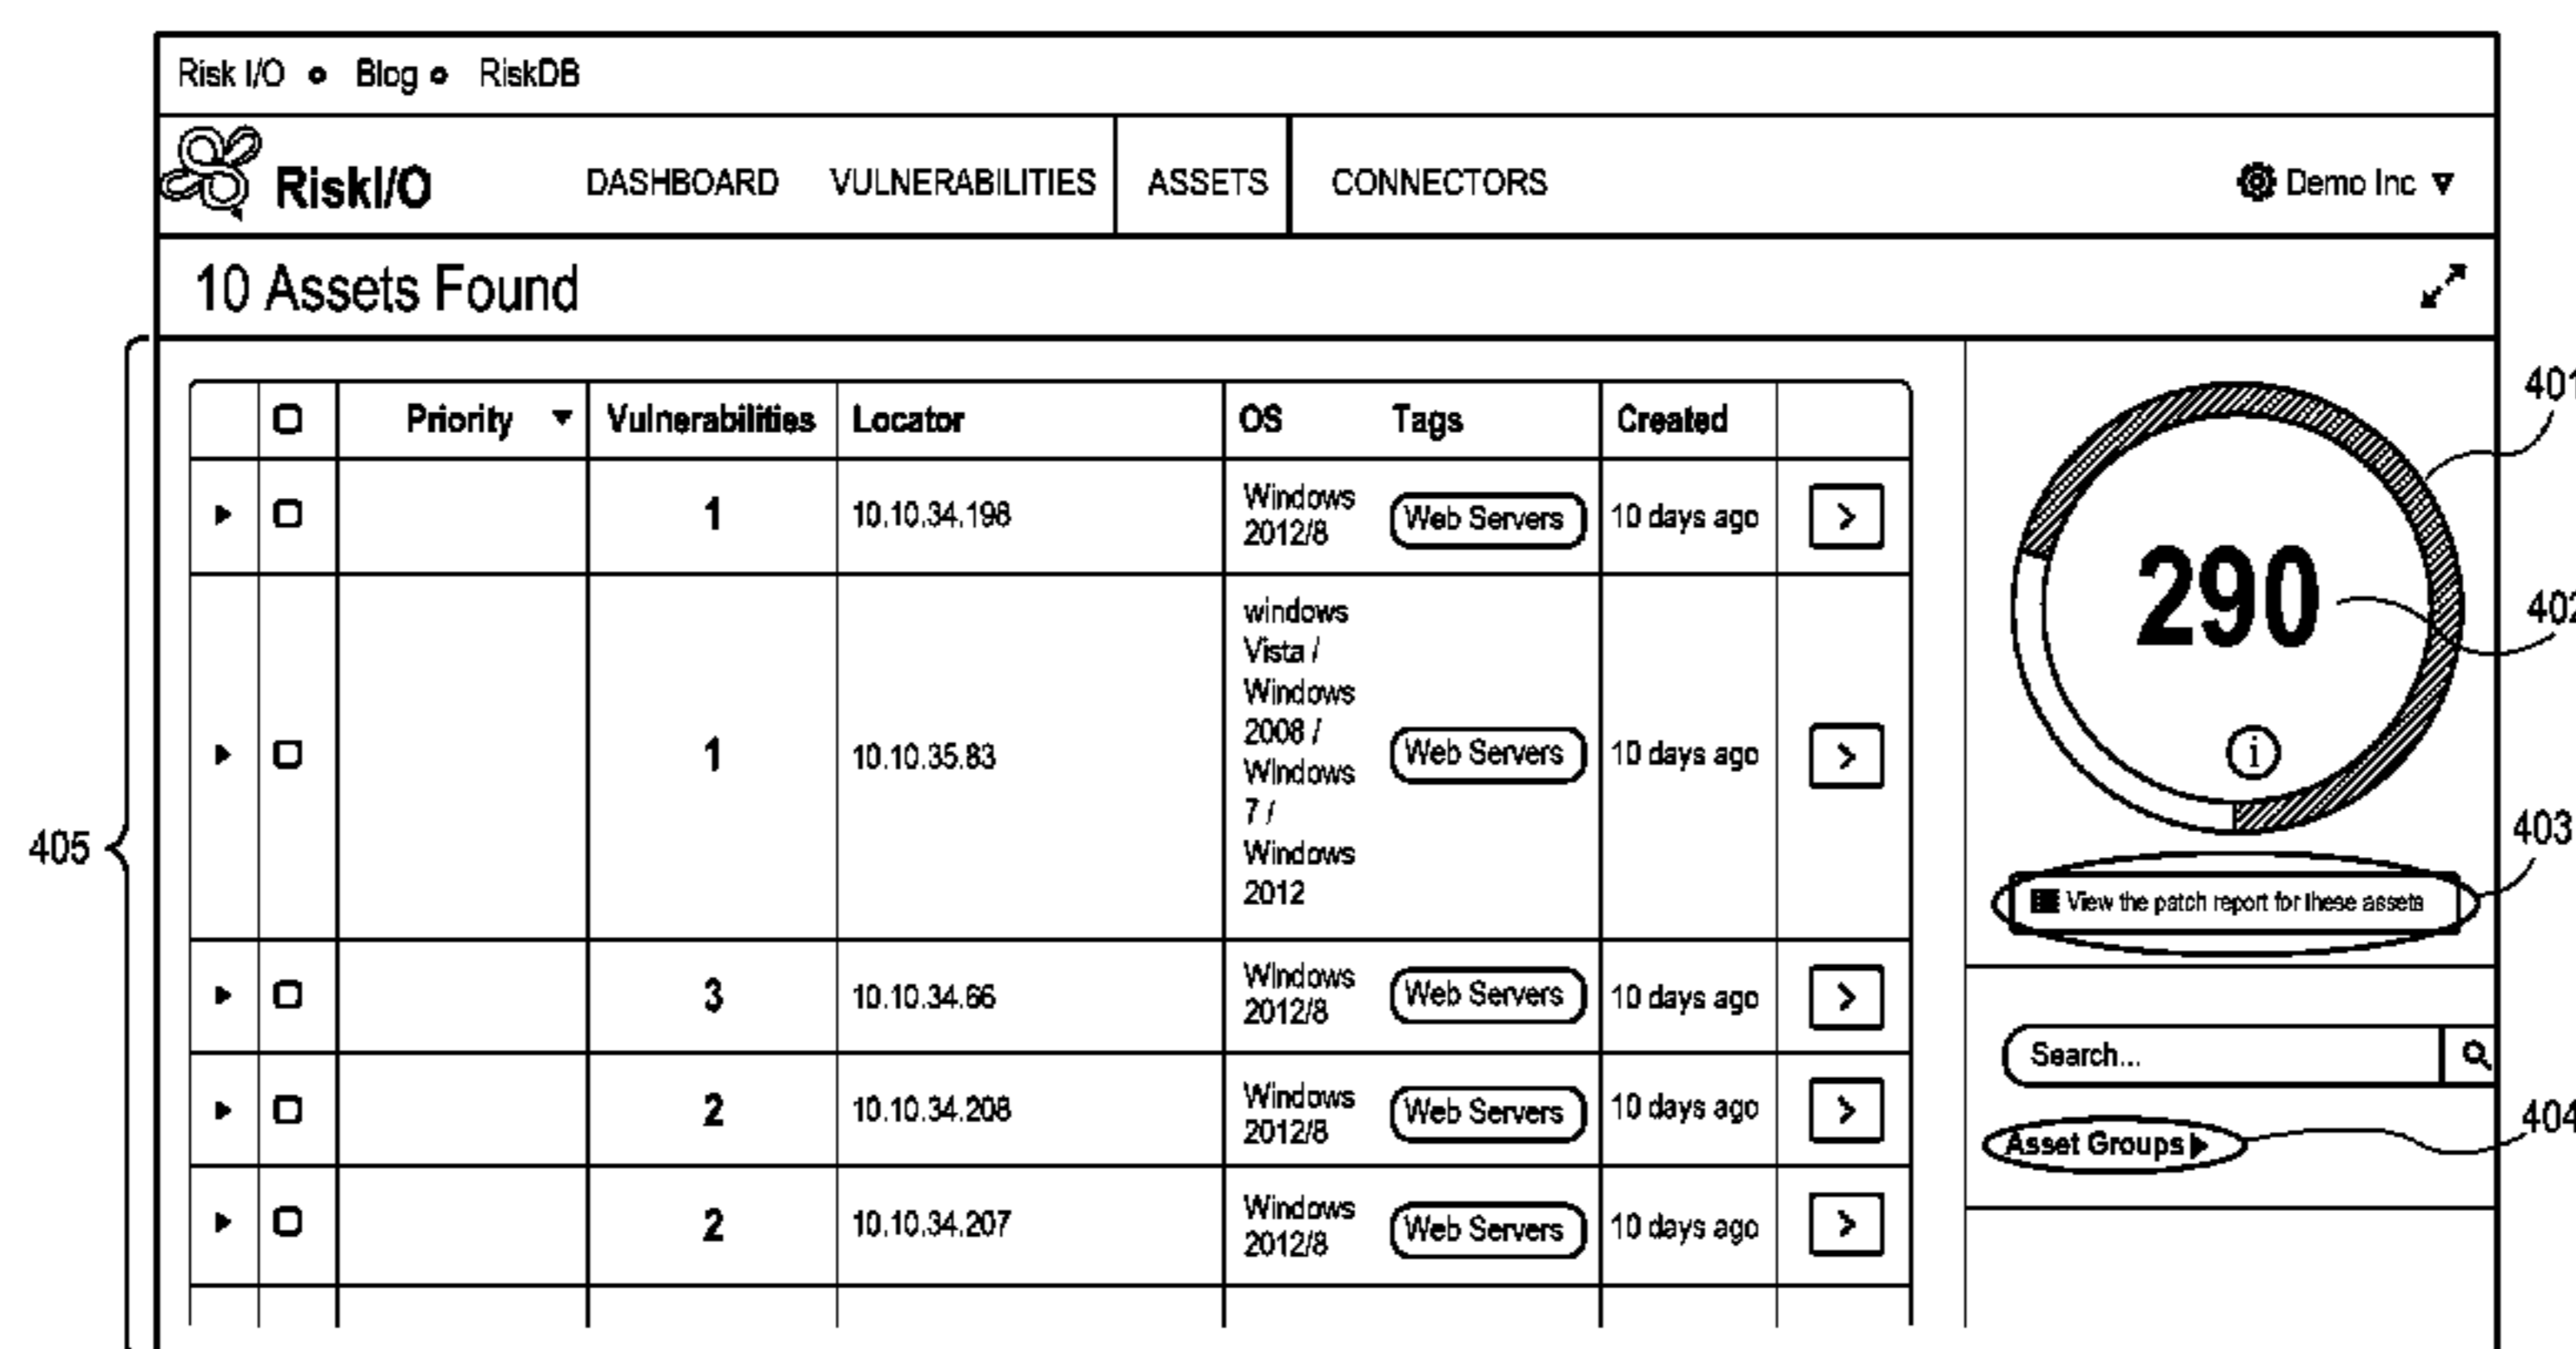 Risk I/O Blog RiskDB
RiskI/O DASHBOARD VULNERABILITIES ASSETS CONNECTORS Demo Inc
10 Assets Found
Priority Vulnerabilities Locator OS Tags Created
1 10.10.34.198 Windows 2012/8 Web Servers 10 days ago >
1 10.10.35.83 windows Vista / Windows 2008 / Windows 7 / Windows 2012 Web Servers 10 days ago >
3 10.10.34.66 Windows 2012/8 Web Servers 10 days ago >
2 10.10.34.208 Windows 2012/8 Web Servers 10 days ago >
2 10.10.34.207 Windows 2012/8 Web Servers 10 days ago >
405
401
290
402
i
403
View the patch report for these assets
Search...
Asset Groups
404